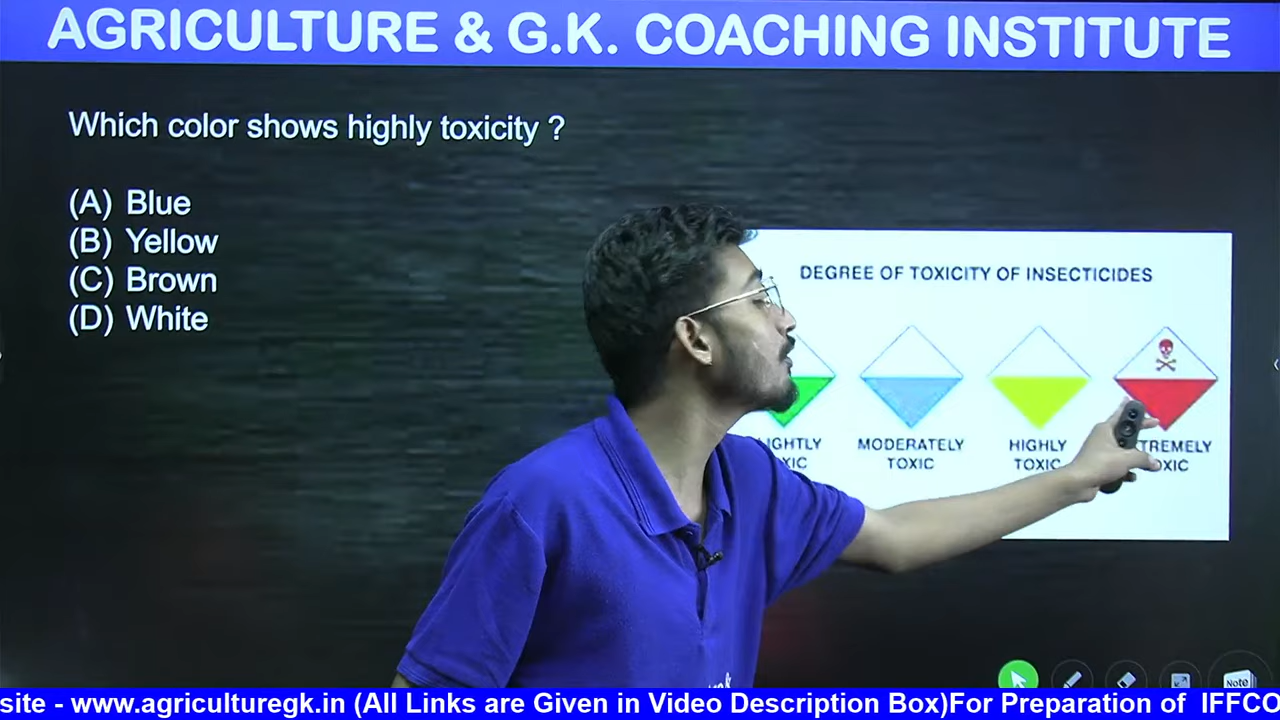 AGRICULTURE & G.K. COACHING INSTITUTE
Which color shows highly toxicity ?
(A) Blue
(B) Yellow
(C) Brown
(D) White
DEGREE OF TOXICITY OF INSECTICIDES
MODERATELY
TOXIC
HIGHLY
TOXIC
Note
site - www.agriculturegk.in (All Links are Given in Video Description Box)For Preparation of IFFCO